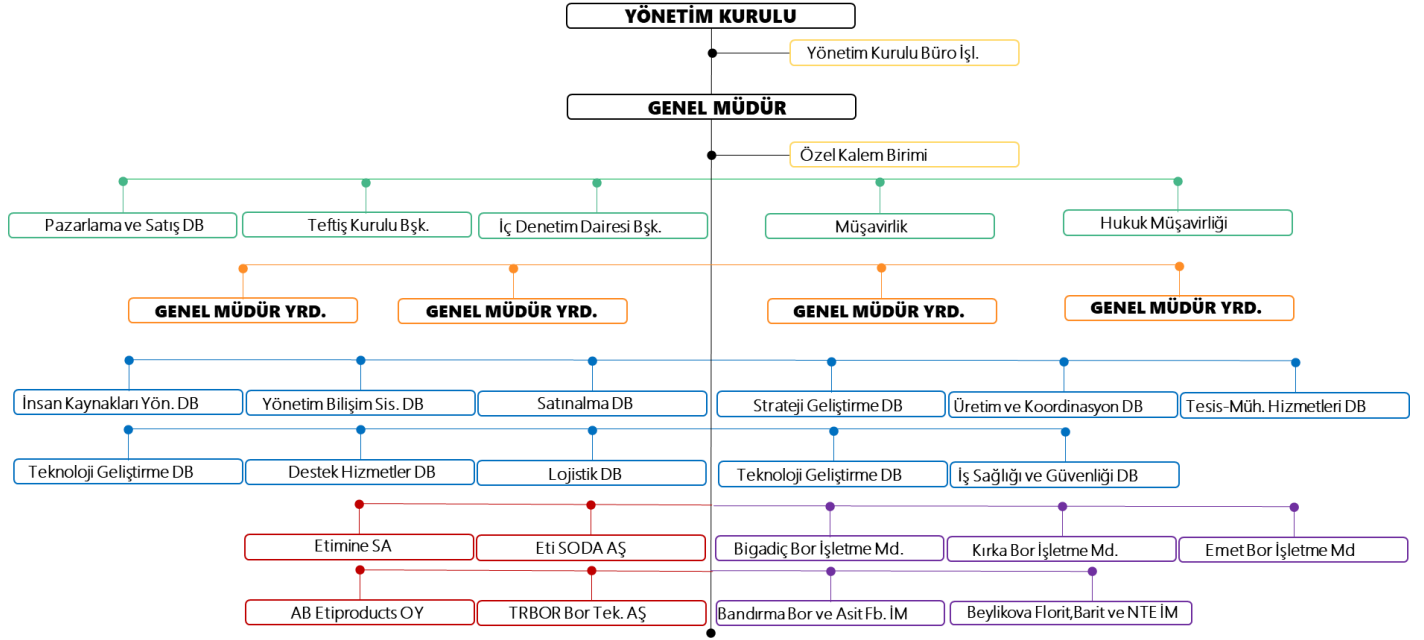 YÖNETİM KURULU
Yönetim Kurulu Büro İşl.
GENEL MÜDÜR
Özel Kalem Birimi
Pazarlama ve Satış DB
Teftiş Kurulu Bşk.
İç Denetim Dairesi Bşk.
Müşavirlik
Hukuk Müşavirliği
GENEL MÜDÜR YRD.
GENEL MÜDÜR YRD.
GENEL MÜDÜR YRD.
GENEL MÜDÜR YRD.
İnsan Kaynakları Yön. DB
Yönetim Bilişim Sis. DB
Satınalma DB
Strateji Geliştirme DB
Üretim ve Koordinasyon DB
Tesis-Müh. Hizmetleri DB
Teknoloji Geliştirme DB
Destek Hizmetler DB
Lojistik DB
Teknoloji Geliştirme DB
İş Sağlığı ve Güvenliği DB
Etimine SA
Eti SODA AŞ
Bigadiç Bor İşletme Md.
Kırka Bor İşletme Md.
Emet Bor İşletme Md
AB Etiproducts OY
TRBOR Bor Tek. AŞ
Bandırma Bor ve Asit Fb. İM
Beylikova Florit,Barit ve NTE İM